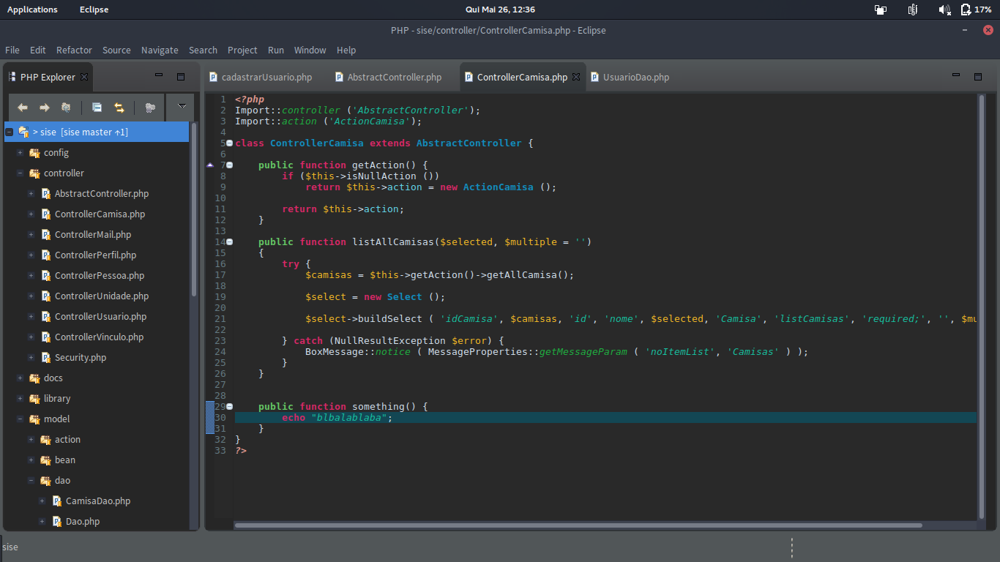 Applications Eclipse Qui Mai 26, 12:36 17%
PHP - sise/controller/ControllerCamisa.php - Eclipse
File Edit Refactor Source Navigate Search Project Run Window Help
PHP Explorer
> sise [sise master ↑1]
config
controller
AbstractController.php
ControllerCamisa.php
ControllerMail.php
ControllerPerfil.php
ControllerPessoa.php
ControllerUnidade.php
ControllerUsuario.php
ControllerVinculo.php
Security.php
docs
library
model
action
bean
dao
CamisaDao.php
Dao.php
cadastrarUsuario.php AbstractController.php ControllerCamisa.php UsuarioDao.php
1 <?php
2 Import::controller ('AbstractController');
3 Import::action ('ActionCamisa');
4
5 class ControllerCamisa extends AbstractController {
6
7     public function getAction() {
8         if ($this->isNullAction ())
9             return $this->action = new ActionCamisa ();
10
11         return $this->action;
12     }
13
14     public function listAllCamisas($selected, $multiple = '')
15     {
16         try {
17             $camisas = $this->getAction()->getAllCamisa();
18
19             $select = new Select ();
20
21             $select->buildSelect ( 'idCamisa', $camisas, 'id', 'nome', $selected, 'Camisa', 'listCamisas', 'required;', '', $mu
22
23         } catch (NullResultException $error) {
24             BoxMessage::notice ( MessageProperties::getMessageParam ( 'noItemList', 'Camisas' ) );
25         }
26     }
27
28
29     public function something() {
30         echo "blbalablaba";
31     }
32 }
33 ?>
sise